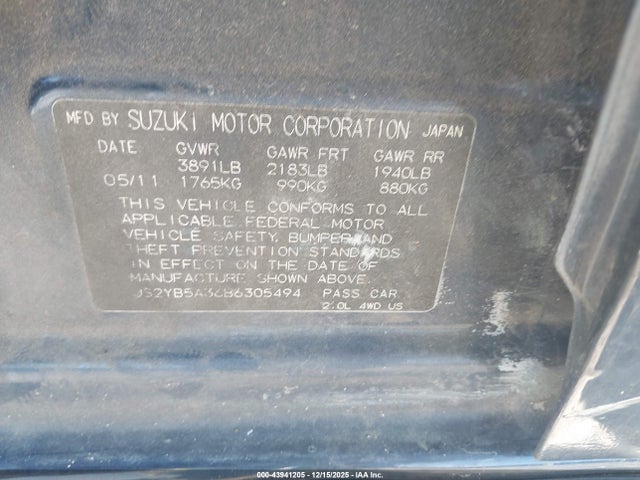 MFD BY SUZUKI MOTOR CORPORATION JAPAN
DATE GVWR GAWR FRT GAWR RR
3891LB 2183LB 1940LB
05/11 1765KG 990KG 880KG
THIS VEHICLE CONFORMS TO ALL
APPLICABLE FEDERAL MOTOR
VEHICLE SAFETY, BUMPER, AND
THEFT PREVENTION STANDARDS
IN EFFECT ON THE DATE OF
MANUFACTURE SHOWN ABOVE.
JS2YB5A36B6305494 PASS CAR
2.0L 4WD US
00-43941205 - 12/15/2025 - IAA Inc.